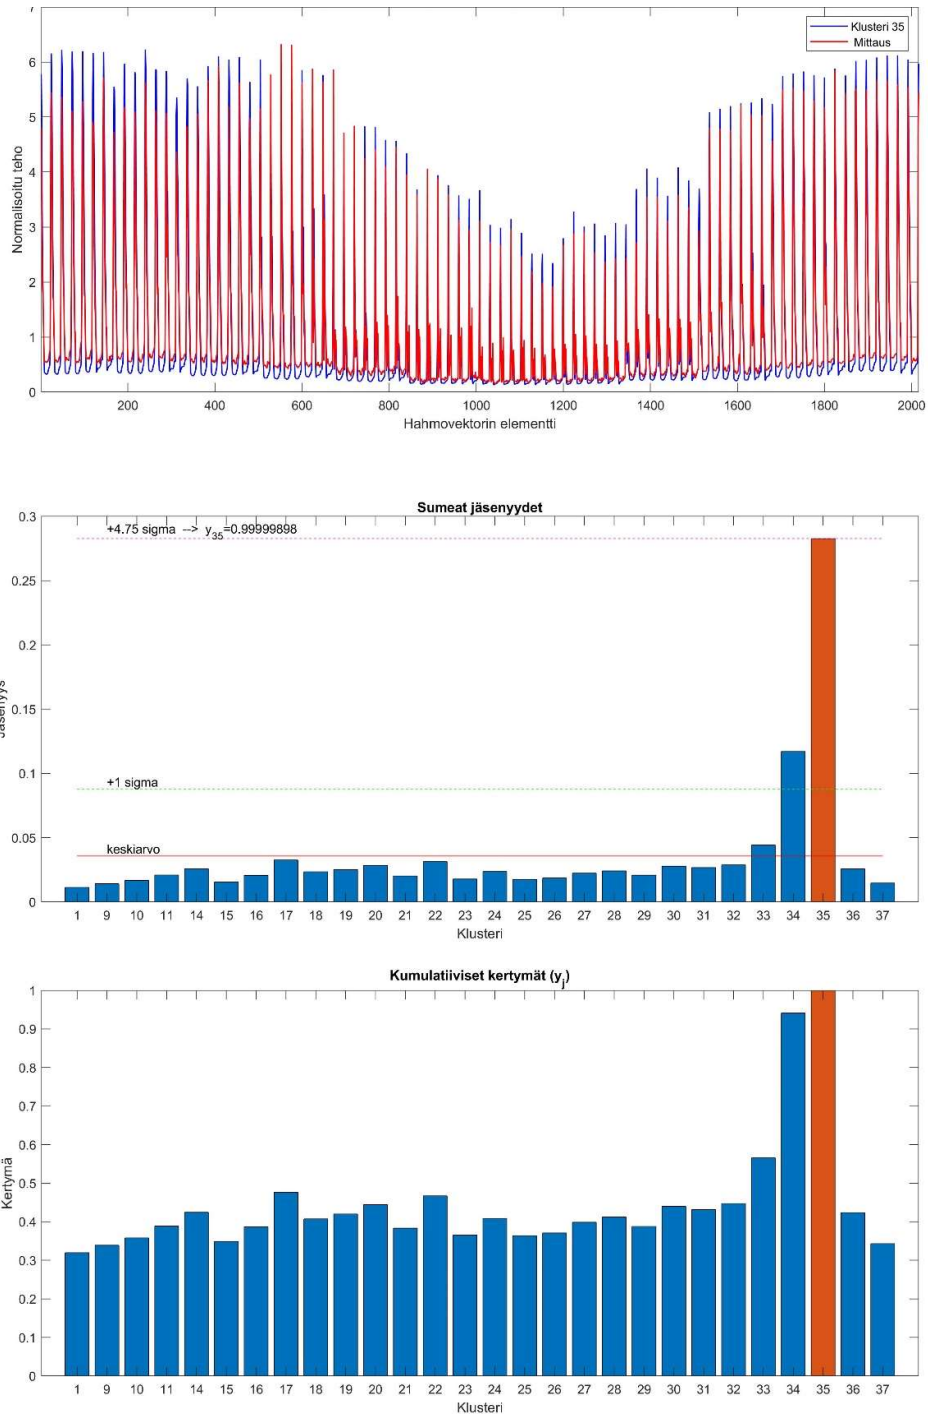 7
6
5
4
3
2
1
0
Normalisoitu teho
Klusteri 35
Mittaus
200 400 600 800 1000 1200 1400 1600 1800 2000
Hahmovektorin elementti
Sumeat jäsenyydet
0.3
0.25
0.2
0.15
0.1
0.05
0
Jäsenyys
+4.75 sigma --> y35=0.99999898
+1 sigma
keskiarvo
1 9 10 11 14 15 16 17 18 19 20 21 22 23 24 25 26 27 28 29 30 31 32 33 34 35 36 37
Klusteri
Kumulatiiviset kertymät (yj)
1
0.9
0.8
0.7
0.6
0.5
0.4
0.3
0.2
0.1
0
Kertymä
1 9 10 11 14 15 16 17 18 19 20 21 22 23 24 25 26 27 28 29 30 31 32 33 34 35 36 37
Klusteri